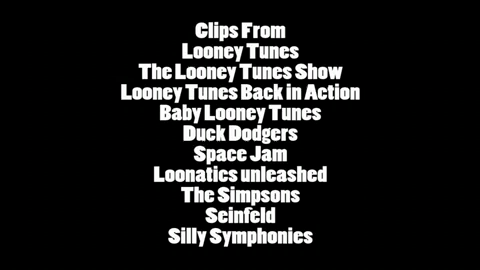 Clips From
Looney Tunes
The Looney Tunes Show
Looney Tunes Back in Action
Baby Looney Tunes
Duck Dodgers
Space Jam
Loonatics unleashed
The Simpsons
Seinfeld
Silly Symphonies